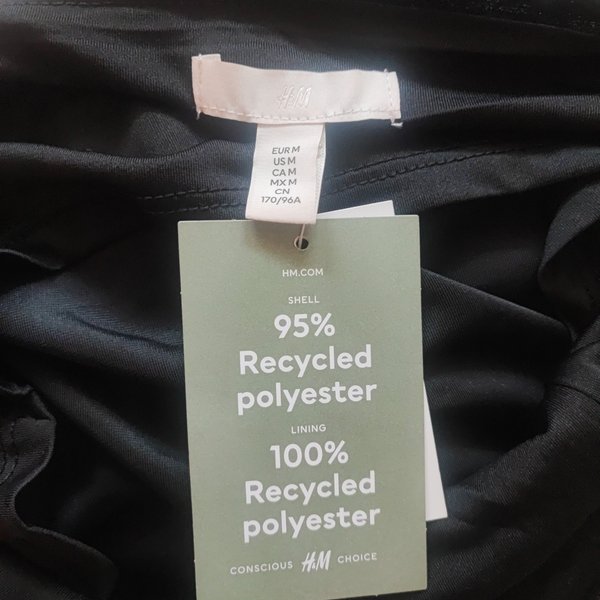 H&M
EUR M
US M
CA M
MX M
CN
170/96A
HM.COM
SHELL
95%
Recycled
polyester
LINING
100%
Recycled
polyester
CONSCIOUS H&M CHOICE